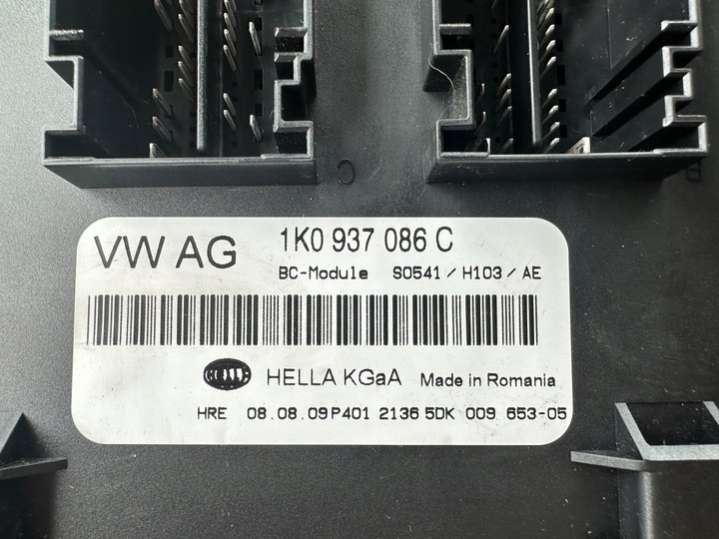 C
B
VW AG 1K0 937 086 C
BC-Module S0541 / H103 / AE
HELLA HELLA KGaA Made in Romania
HRE 08.08.09P401 2136 5DK 009 653-05